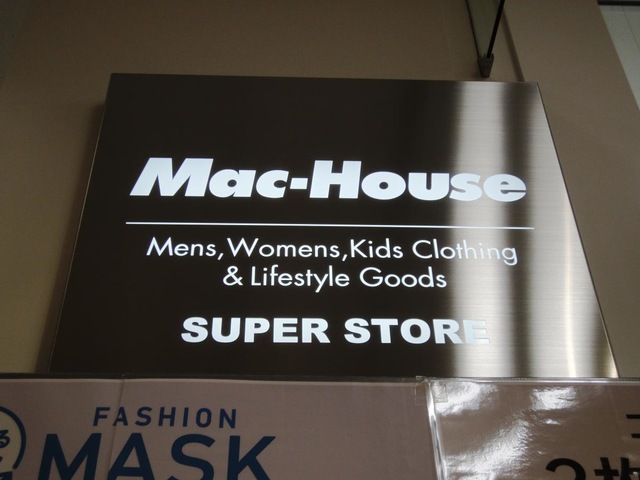 Mac-House
Mens,Womens,Kids Clothing
& Lifestyle Goods
SUPER STORE
FASHION
MASK